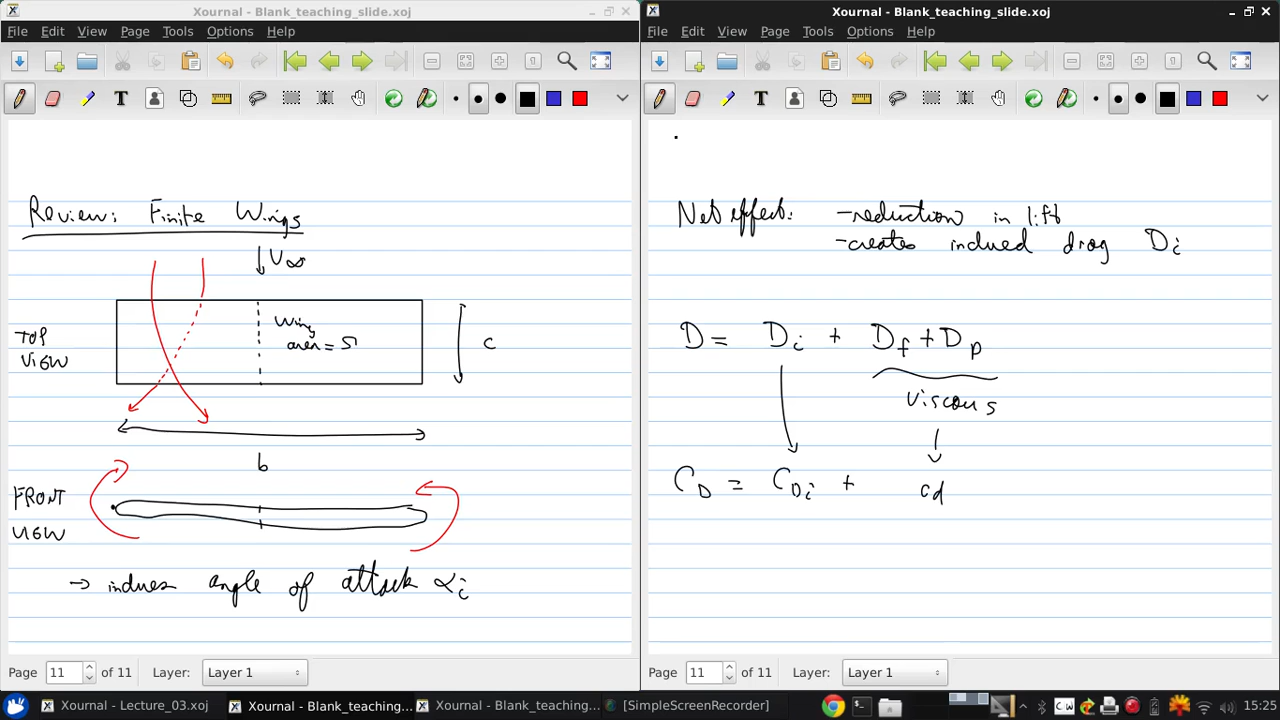 Xournal - Blank_teaching_slide.xoj
File Edit View Page Tools Options Help
Review: Finite Wings
V∞
TOP VIEW
Wing area = S
c
b
FRONT VIEW
→ induces angle of attack αi
Page 11 of 11 Layer: Layer 1
Xournal - Blank_teaching_slide.xoj
File Edit View Page Tools Options Help
Net effect: -reduction in lift
-creates induced drag Di
D = Di + Df + Dp
viscous
CD = CDi + cd
Page 11 of 11 Layer: Layer 1
Xournal - Lecture_03.xoj Xournal - Blank_teaching... Xournal - Blank_teaching... [SimpleScreenRecorder] 15:25